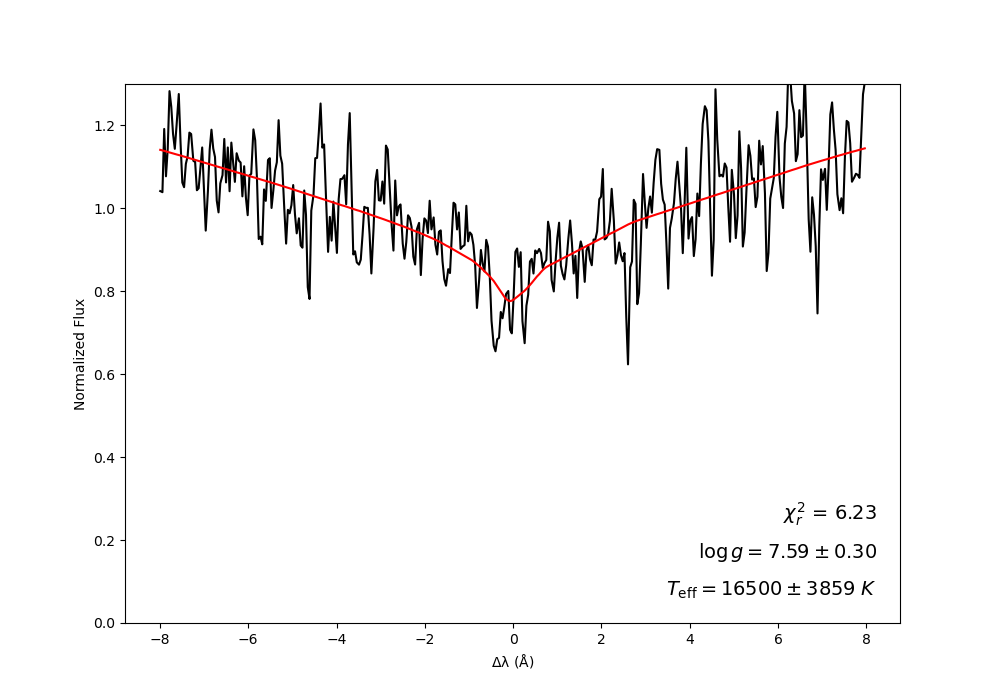 1.2
1.0
0.8
0.6
0.4
0.2
0.0
Normalized Flux
χ²ᵣ = 6.23
log g = 7.59 ± 0.30
T_eff = 16500 ± 3859 K
−8 −6 −4 −2 0 2 4 6 8
Δλ (Å)